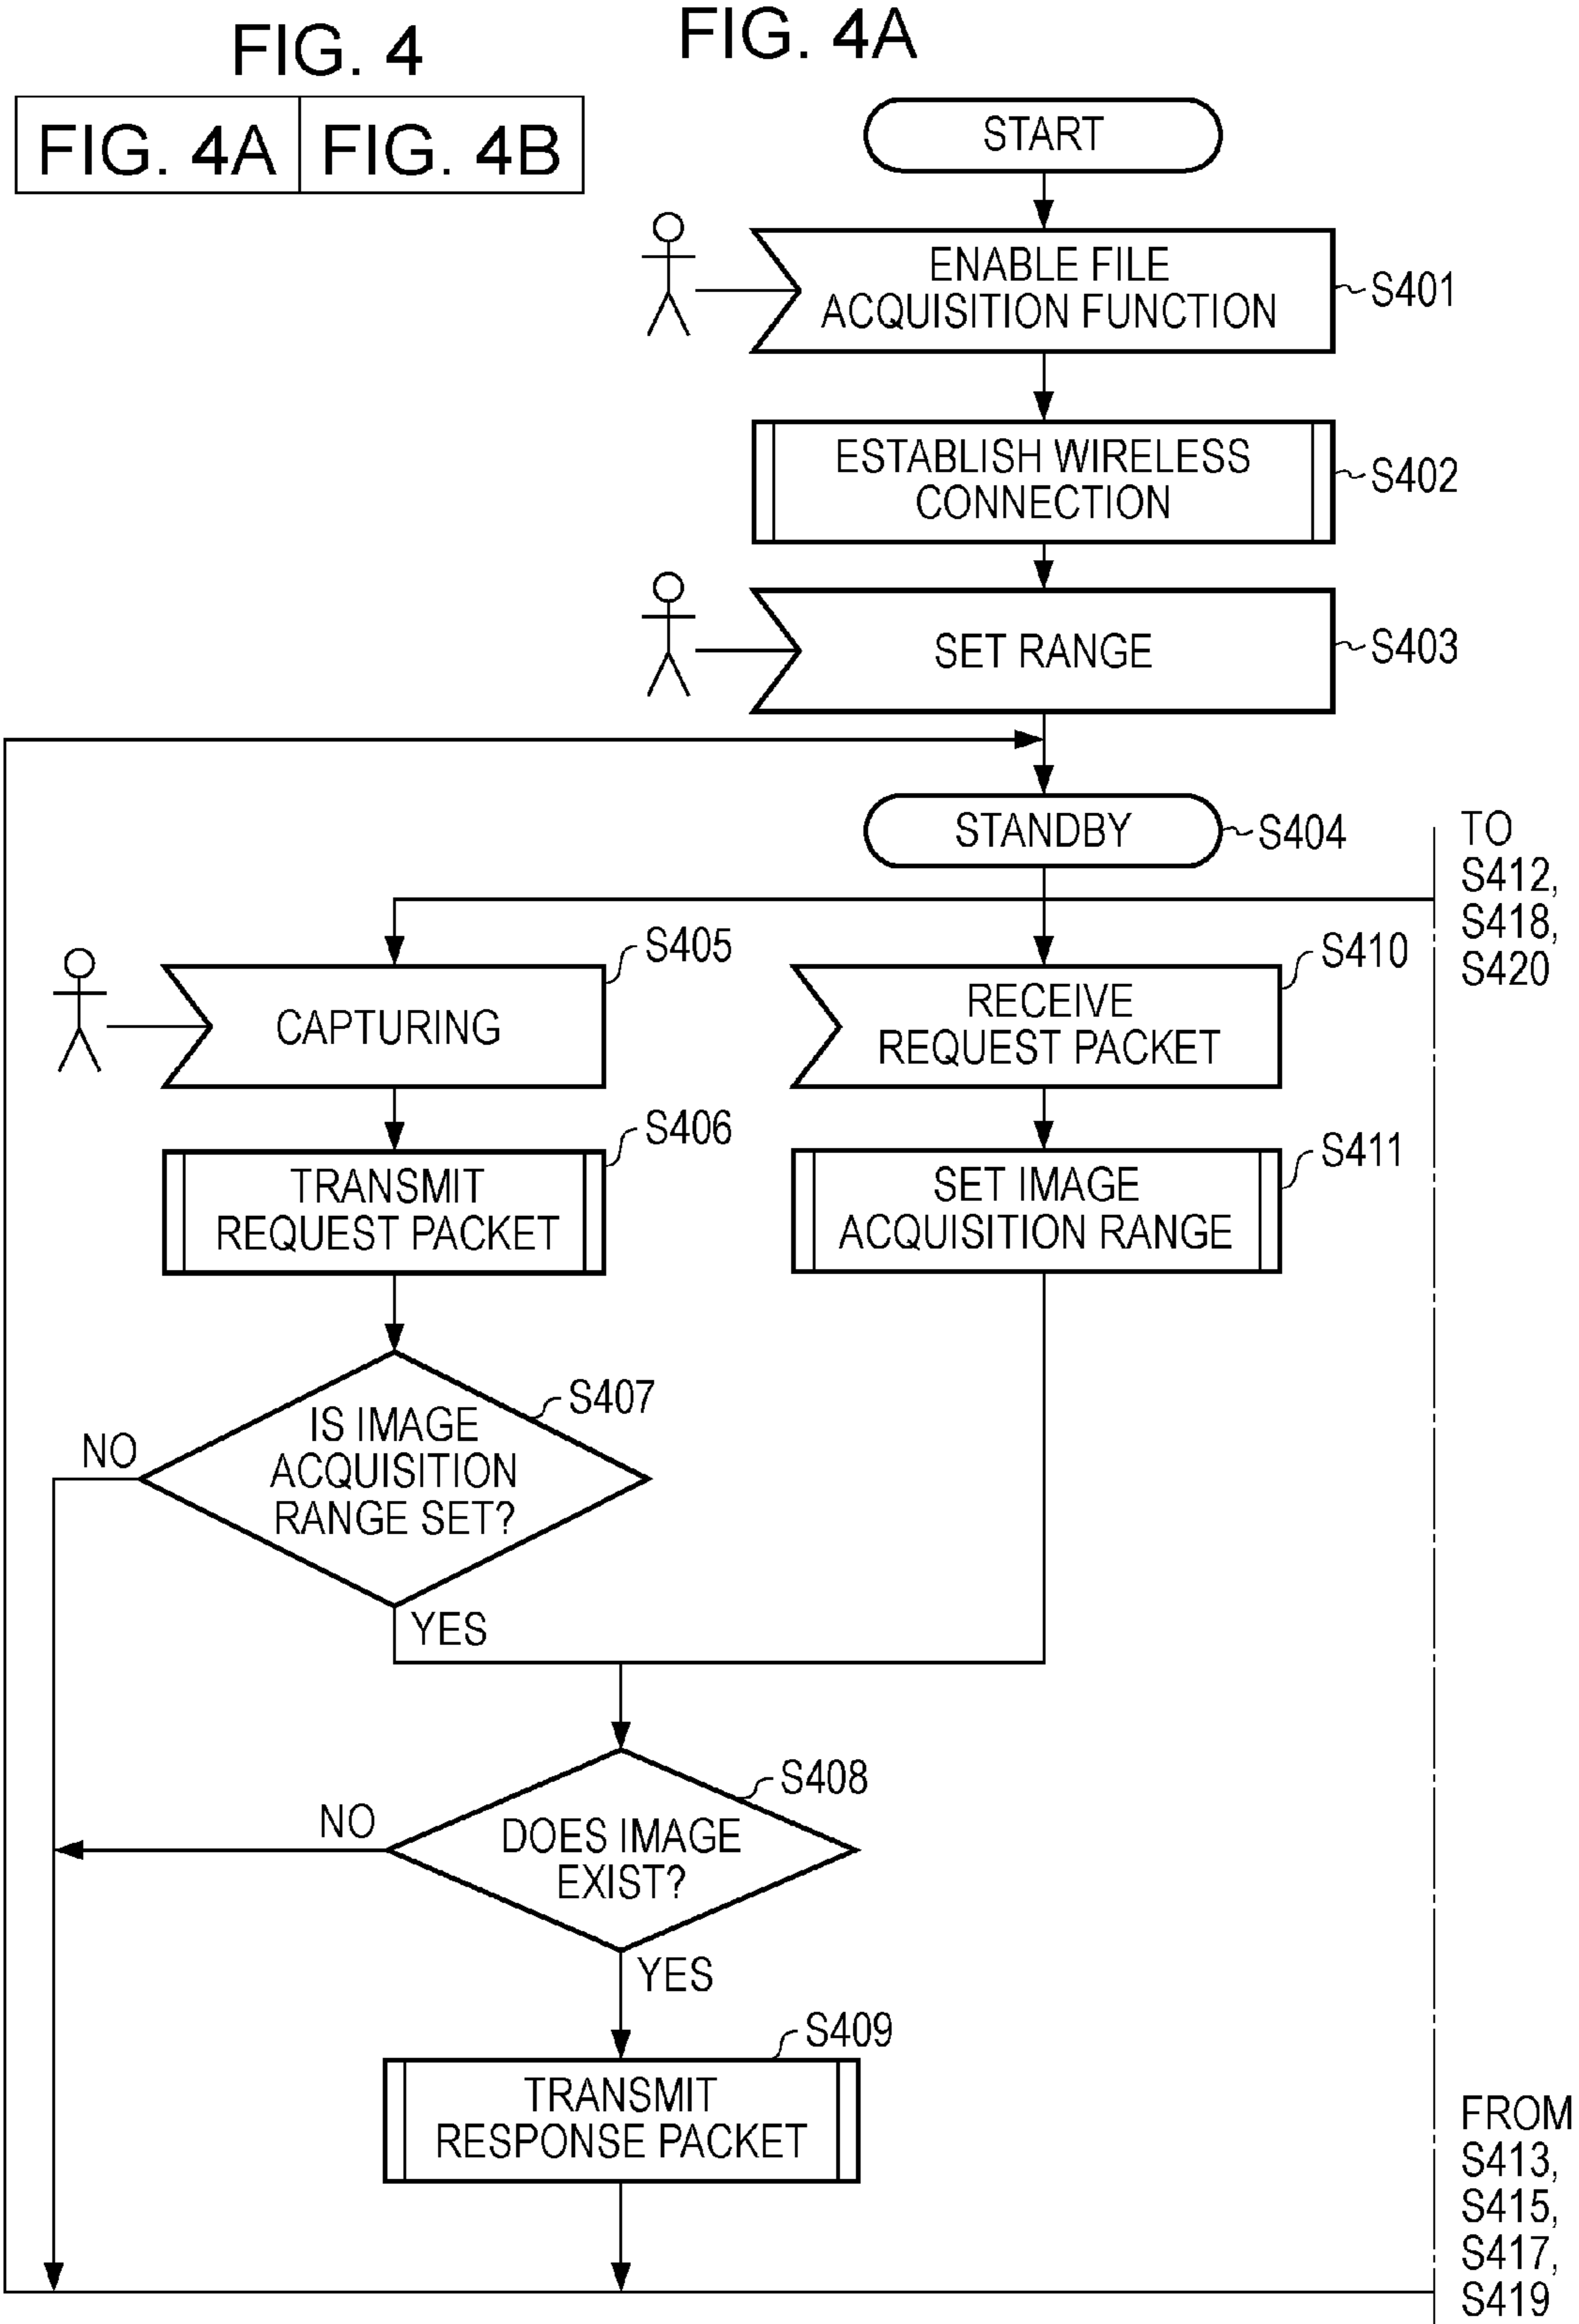 FIG. 4
FIG. 4A
FIG. 4B
FIG. 4A
START
ENABLE FILE
ACQUISITION FUNCTION
S401
ESTABLISH WIRELESS
CONNECTION
S402
SET RANGE
S403
STANDBY
S404
TO
S412,
S418,
S420
CAPTURING
S405
RECEIVE
REQUEST PACKET
S410
TRANSMIT
REQUEST PACKET
S406
SET IMAGE
ACQUISITION RANGE
S411
IS IMAGE
ACQUISITION
RANGE SET?
S407
NO
YES
DOES IMAGE
EXIST?
S408
NO
YES
TRANSMIT
RESPONSE PACKET
S409
FROM
S413,
S415,
S417,
S419